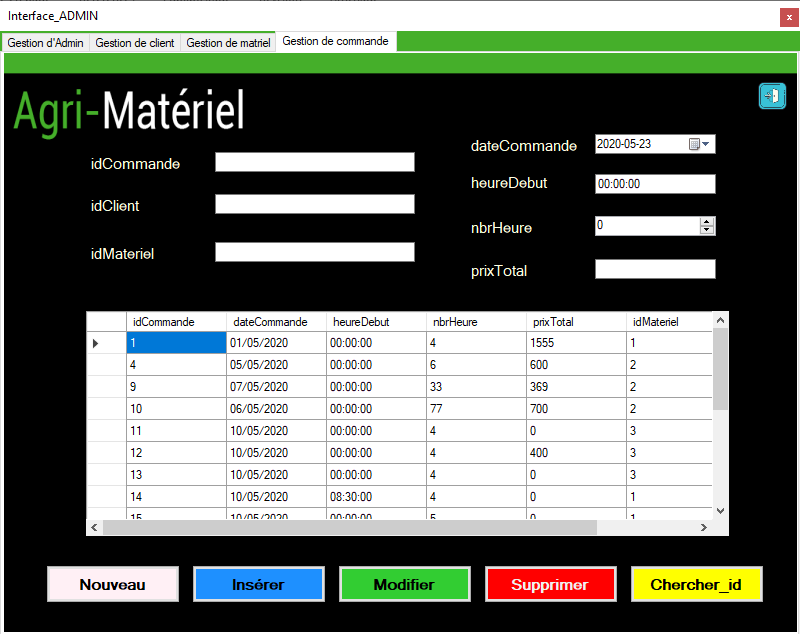 Interface_ADMIN
x
Gestion d'Admin Gestion de client Gestion de matriel Gestion de commande
Agri-Matériel
idCommande
idClient
idMateriel
dateCommande 2020-05-23
heureDebut 00:00:00
nbrHeure 0
prixTotal
idCommande dateCommande heureDebut nbrHeure prixTotal idMateriel
1 01/05/2020 00:00:00 4 1555 1
4 05/05/2020 00:00:00 6 600 2
9 07/05/2020 00:00:00 33 369 2
10 06/05/2020 00:00:00 77 700 2
11 10/05/2020 00:00:00 4 0 3
12 10/05/2020 00:00:00 4 400 3
13 10/05/2020 00:00:00 4 0 3
14 10/05/2020 08:30:00 4 0 1
15 10/05/2020 00:00:00 5 0 1
Nouveau Insérer Modifier Supprimer Chercher_id